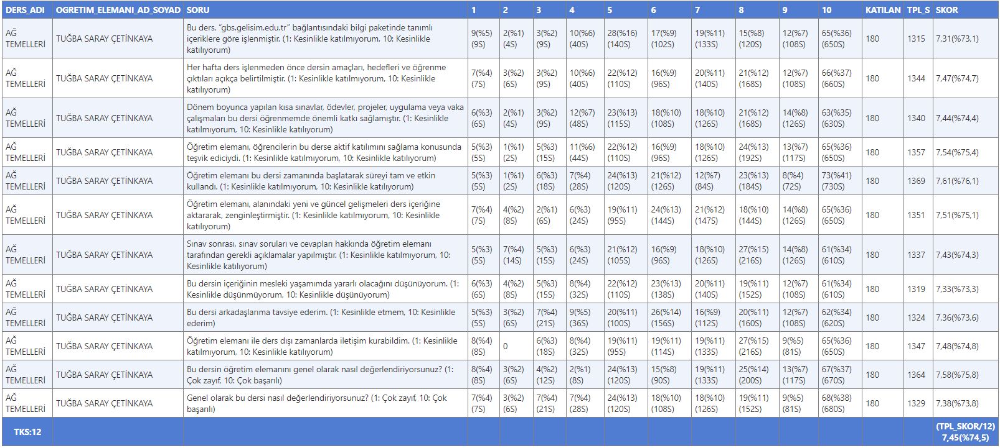 DERS_ADI OGRETIM_ELEMANI_AD_SOYAD SORU 1 2 3 4 5 6 7 8 9 10 KATILAN TPL_S SKOR
AĞ TEMELLERİ TUĞBA SARAY ÇETİNKAYA Bu ders, “gbs.gelisim.edu.tr” bağlantısındaki bilgi paketinde tanımlı içeriklere göre işlenmiştir. (1: Kesinlikle katılmıyorum, 10: Kesinlikle katılıyorum) 9(%5) (9S) 2(%1) (4S) 3(%2) (9S) 10(%6) (40S) 28(%16) (140S) 17(%9) (102S) 19(%11) (133S) 15(%8) (120S) 12(%7) (108S) 65(%36) (650S) 180 1315 7,31(%73,1)
AĞ TEMELLERİ TUĞBA SARAY ÇETİNKAYA Her hafta ders işlenmeden önce dersin amaçları, hedefleri ve öğrenme çıktıları açıkça belirtilmiştir. (1: Kesinlikle katılmıyorum, 10: Kesinlikle katılıyorum) 7(%4) (7S) 3(%2) (6S) 3(%2) (9S) 10(%6) (40S) 22(%12) (110S) 16(%9) (96S) 20(%11) (140S) 21(%12) (168S) 12(%7) (108S) 66(%37) (660S) 180 1344 7,47(%74,7)
AĞ TEMELLERİ TUĞBA SARAY ÇETİNKAYA Dönem boyunca yapılan kısa sınavlar, ödevler, projeler, uygulama veya vaka çalışmaları bu dersi öğrenmemde önemli katkı sağlamıştır. (1: Kesinlikle katılmıyorum, 10: Kesinlikle katılıyorum) 6(%3) (6S) 2(%1) (4S) 3(%2) (9S) 12(%7) (48S) 23(%13) (115S) 18(%10) (108S) 18(%10) (126S) 21(%12) (168S) 14(%8) (126S) 63(%35) (630S) 180 1340 7,44(%74,4)
AĞ TEMELLERİ TUĞBA SARAY ÇETİNKAYA Öğretim elemanı, öğrencilerin bu derse aktif katılımını sağlama konusunda teşvik ediciydi. (1: Kesinlikle katılmıyorum, 10: Kesinlikle katılıyorum) 5(%3) (5S) 1(%1) (2S) 5(%3) (15S) 11(%6) (44S) 22(%12) (110S) 16(%9) (96S) 18(%10) (126S) 24(%13) (192S) 13(%7) (117S) 65(%36) (650S) 180 1357 7,54(%75,4)
AĞ TEMELLERİ TUĞBA SARAY ÇETİNKAYA Öğretim elemanı bu dersi zamanında başlatarak süreyi tam ve etkin kullandı. (1: Kesinlikle katılmıyorum, 10: Kesinlikle katılıyorum) 5(%3) (5S) 1(%1) (2S) 6(%3) (18S) 7(%4) (28S) 24(%13) (120S) 21(%12) (126S) 12(%7) (84S) 23(%13) (184S) 8(%4) (72S) 73(%41) (730S) 180 1369 7,61(%76,1)
AĞ TEMELLERİ TUĞBA SARAY ÇETİNKAYA Öğretim elemanı, alanındaki yeni ve güncel gelişmeleri ders içeriğine aktararak, zenginleştirmiştir. (1: Kesinlikle katılmıyorum, 10: Kesinlikle katılıyorum) 7(%4) (7S) 4(%2) (8S) 2(%1) (6S) 6(%3) (24S) 19(%11) (95S) 24(%13) (144S) 21(%12) (147S) 18(%10) (144S) 14(%8) (126S) 65(%36) (650S) 180 1351 7,51(%75,1)
AĞ TEMELLERİ TUĞBA SARAY ÇETİNKAYA Sınav sonrası, sınav soruları ve cevapları hakkında öğretim elemanı tarafından gerekli açıklamalar yapılmıştır. (1: Kesinlikle katılmıyorum, 10: Kesinlikle katılıyorum) 5(%3) (5S) 7(%4) (14S) 5(%3) (15S) 6(%3) (24S) 21(%12) (105S) 16(%9) (96S) 18(%10) (126S) 27(%15) (216S) 14(%8) (126S) 61(%34) (610S) 180 1337 7,43(%74,3)
AĞ TEMELLERİ TUĞBA SARAY ÇETİNKAYA Bu dersin içeriğinin mesleki yaşamımda yararlı olacağını düşünüyorum. (1: Kesinlikle düşünmüyorum, 10: Kesinlikle düşünüyorum) 6(%3) (6S) 4(%2) (8S) 5(%3) (15S) 8(%4) (32S) 22(%12) (110S) 23(%13) (138S) 20(%11) (140S) 19(%11) (152S) 12(%7) (108S) 61(%34) (610S) 180 1319 7,33(%73,3)
AĞ TEMELLERİ TUĞBA SARAY ÇETİNKAYA Bu dersi arkadaşlarıma tavsiye ederim. (1: Kesinlikle etmem, 10: Kesinlikle ederim) 5(%3) (5S) 3(%2) (6S) 7(%4) (21S) 9(%5) (36S) 20(%11) (100S) 26(%14) (156S) 16(%9) (112S) 20(%11) (160S) 12(%7) (108S) 62(%34) (620S) 180 1324 7,36(%73,6)
AĞ TEMELLERİ TUĞBA SARAY ÇETİNKAYA Öğretim elemanı ile ders dışı zamanlarda iletişim kurabildim. (1: Kesinlikle katılmıyorum, 10: Kesinlikle katılıyorum) 8(%4) (8S) 0 6(%3) (18S) 8(%4) (32S) 19(%11) (95S) 19(%11) (114S) 19(%11) (133S) 27(%15) (216S) 9(%5) (81S) 65(%36) (650S) 180 1347 7,48(%74,8)
AĞ TEMELLERİ TUĞBA SARAY ÇETİNKAYA Bu dersin öğretim elemanını genel olarak nasıl değerlendiriyorsunuz? (1: Çok zayıf, 10: Çok başarılı) 8(%4) (8S) 3(%2) (6S) 4(%2) (12S) 2(%1) (8S) 24(%13) (120S) 15(%8) (90S) 19(%11) (133S) 25(%14) (200S) 13(%7) (117S) 67(%37) (670S) 180 1364 7,58(%75,8)
AĞ TEMELLERİ TUĞBA SARAY ÇETİNKAYA Genel olarak bu dersi nasıl değerlendiriyorsunuz? (1: Çok zayıf, 10: Çok başarılı) 7(%4) (7S) 3(%2) (6S) 7(%4) (21S) 7(%4) (28S) 24(%13) (120S) 18(%10) (108S) 18(%10) (126S) 19(%11) (152S) 9(%5) (81S) 68(%38) (680S) 180 1329 7,38(%73,8)
TKS:12 (TPL_SKOR/12) 7,45(%74,5)